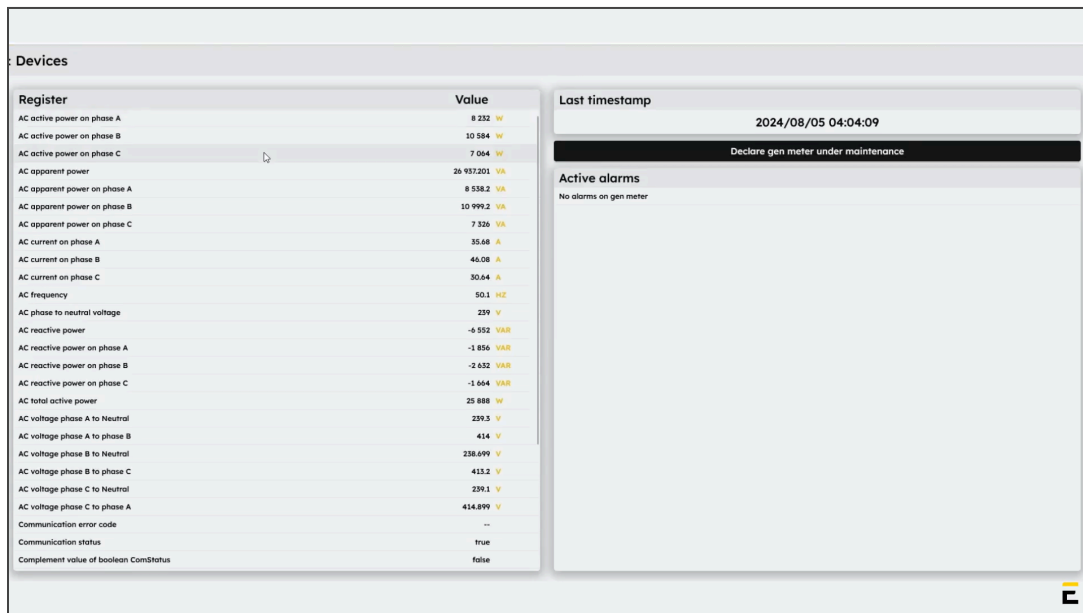 ‹ Devices
Register Value
AC active power on phase A 8 232 W
AC active power on phase B 10 584 W
AC active power on phase C 7 064 W
AC apparent power 26 937.201 VA
AC apparent power on phase A 8 538.2 VA
AC apparent power on phase B 10 999.2 VA
AC apparent power on phase C 7 326 VA
AC current on phase A 35.68 A
AC current on phase B 46.08 A
AC current on phase C 30.64 A
AC frequency 50.1 HZ
AC phase to neutral voltage 239 V
AC reactive power -6 552 VAR
AC reactive power on phase A -1 856 VAR
AC reactive power on phase B -2 632 VAR
AC reactive power on phase C -1 664 VAR
AC total active power 25 888 W
AC voltage phase A to Neutral 239.3 V
AC voltage phase A to phase B 414 V
AC voltage phase B to Neutral 238.699 V
AC voltage phase B to phase C 413.2 V
AC voltage phase C to Neutral 239.1 V
AC voltage phase C to phase A 414.899 V
Communication error code --
Communication status true
Complement value of boolean ComStatus false
Last timestamp
2024/08/05 04:04:09
Declare gen meter under maintenance
Active alarms
No alarms on gen meter
E